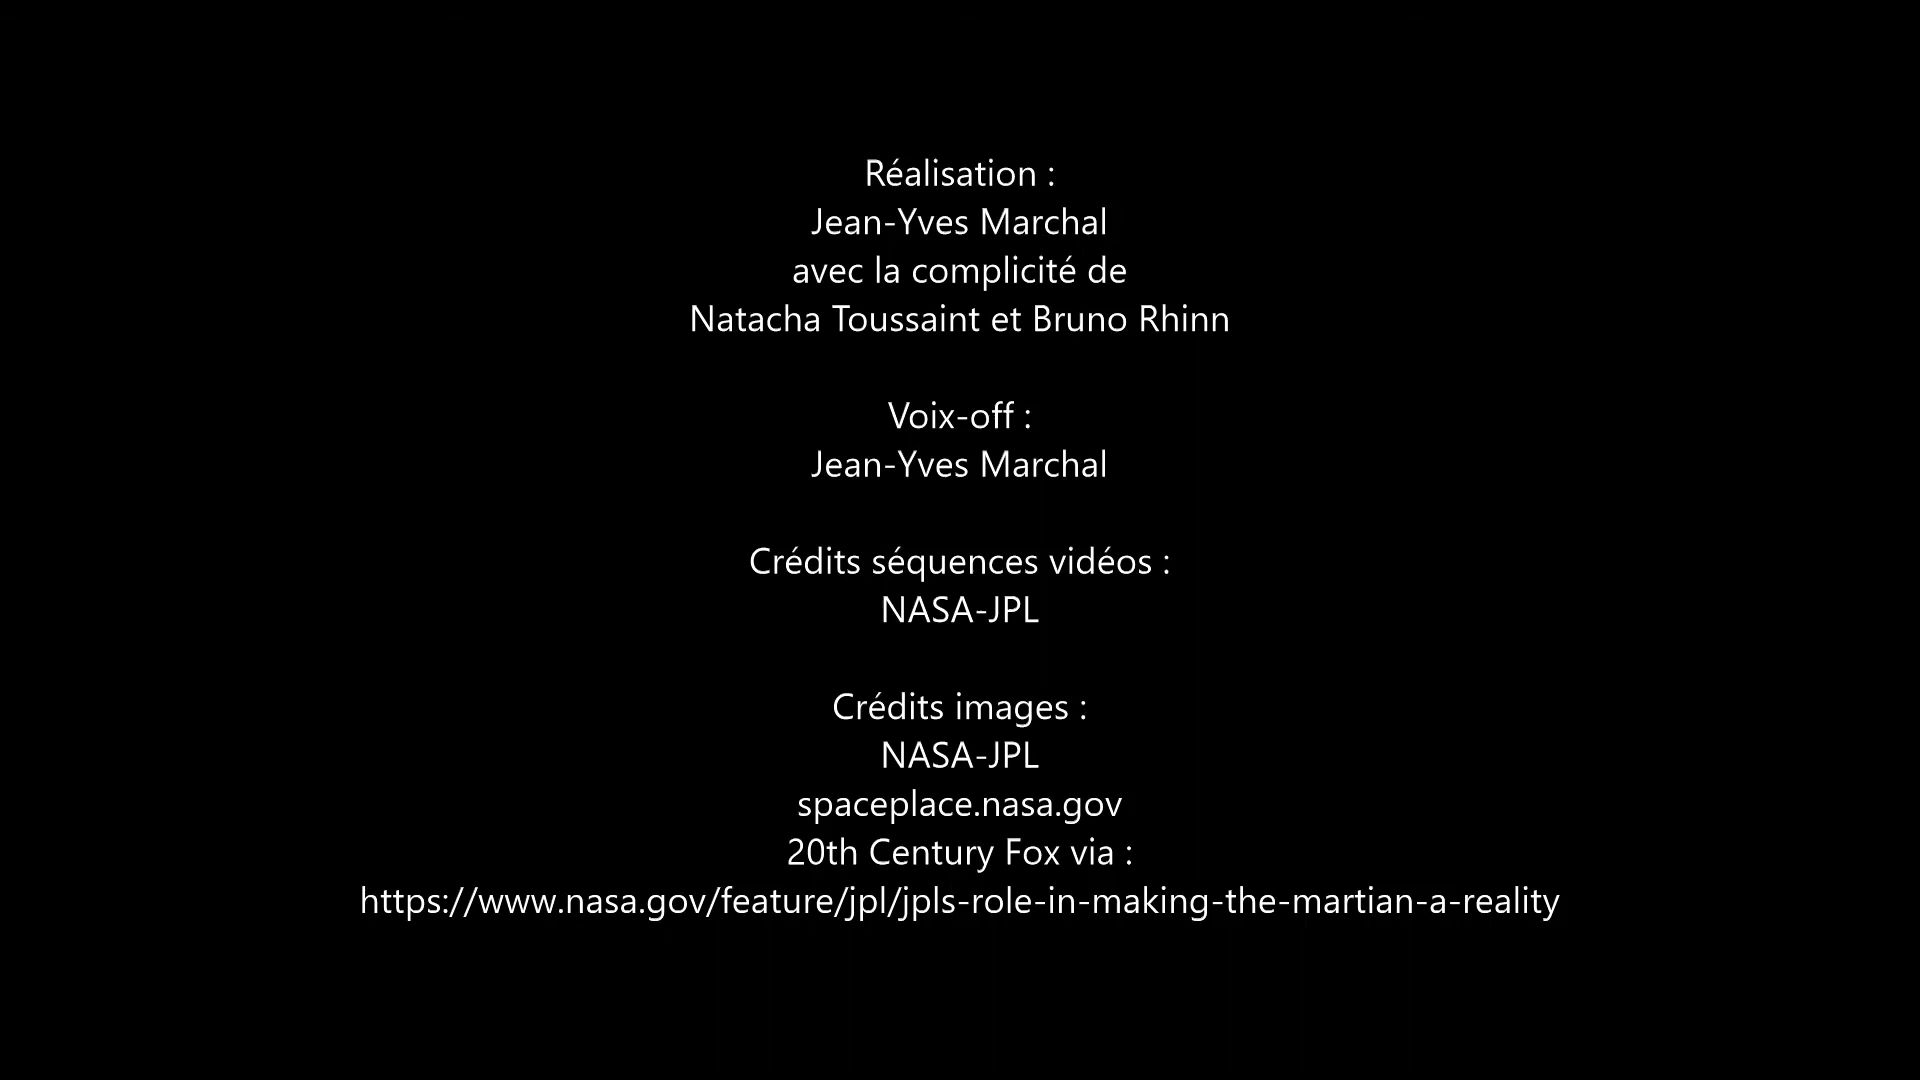 Réalisation :
Jean-Yves Marchal
avec la complicité de
Natacha Toussaint et Bruno Rhinn
Voix-off :
Jean-Yves Marchal
Crédits séquences vidéos :
NASA-JPL
Crédits images :
NASA-JPL
spaceplace.nasa.gov
20th Century Fox via :
https://www.nasa.gov/feature/jpl/jpls-role-in-making-the-martian-a-reality